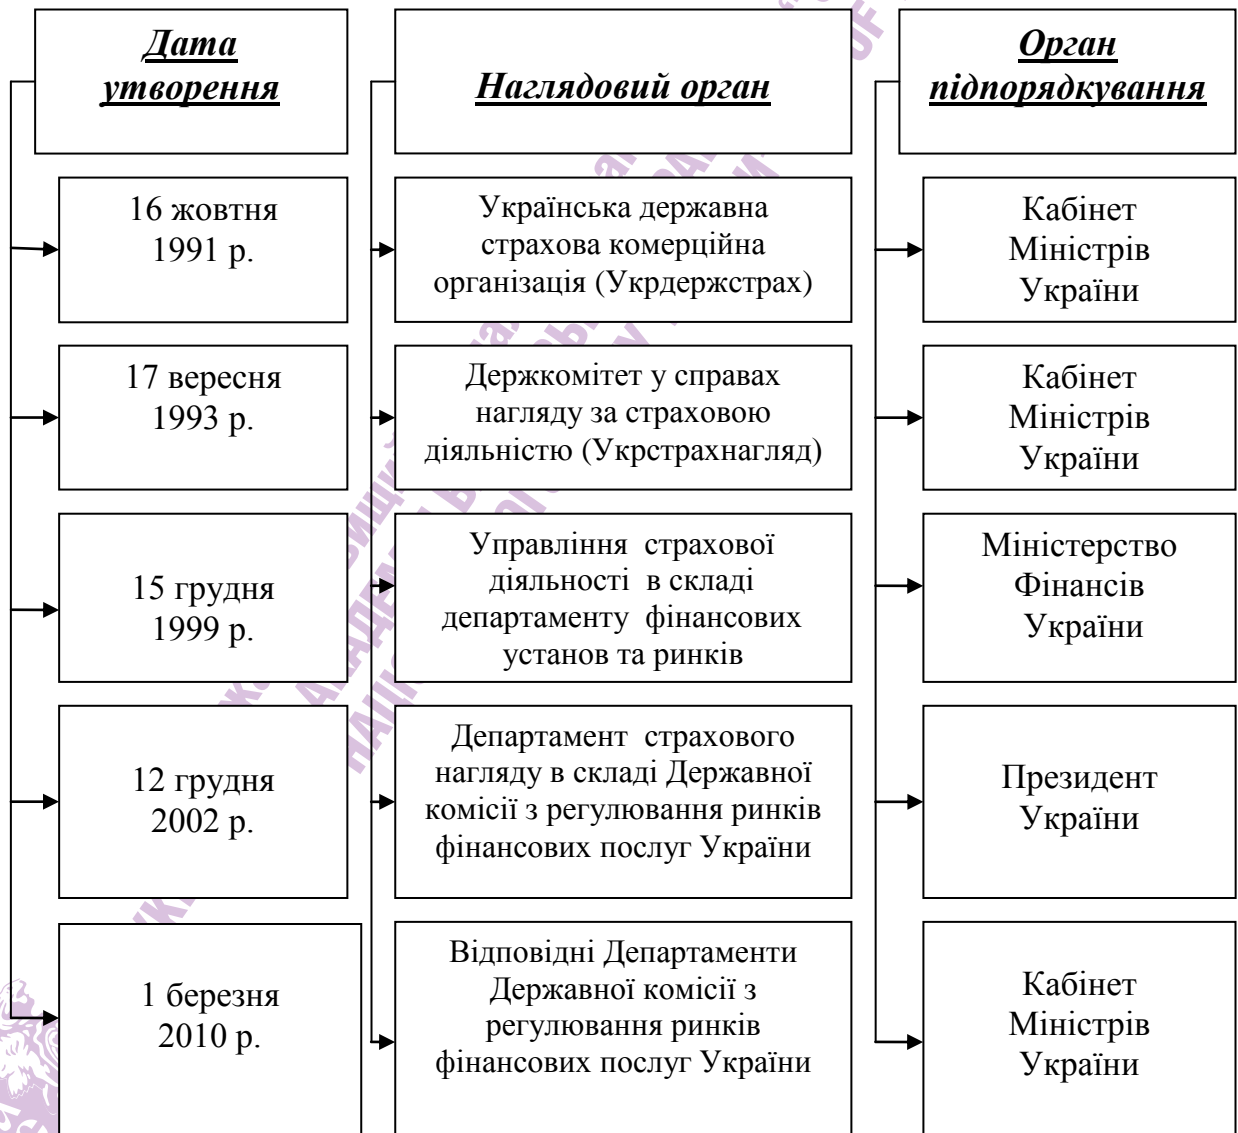 Дата
утворення
Наглядовий орган
Орган
підпорядкування
16 жовтня
1991 р.
Українська державна
страхова комерційна
організація (Укрдержстрах)
Кабінет
Міністрів
України
17 вересня
1993 р.
Держкомітет у справах
нагляду за страховою
діяльністю (Укрстрахнагляд)
Кабінет
Міністрів
України
15 грудня
1999 р.
Управління страхової
діяльності в складі
департаменту фінансових
установ та ринків
Міністерство
Фінансів
України
12 грудня
2002 р.
Департамент страхового
нагляду в складі Державної
комісії з регулювання ринків
фінансових послуг України
Президент
України
1 березня
2010 р.
Відповідні Департаменти
Державної комісії з
регулювання ринків
фінансових послуг України
Кабінет
Міністрів
України
OF